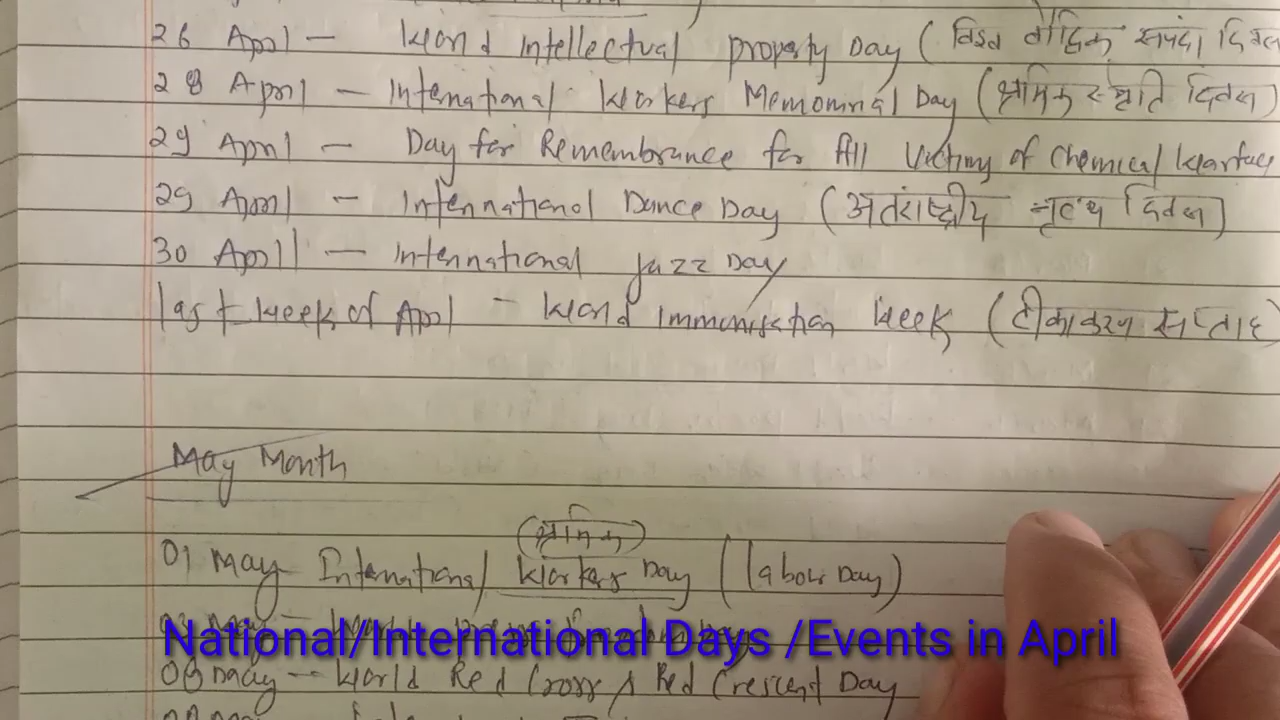 26 April - World Intellectual property Day (विश्व बौद्धिक संपदा दिवस
28 April - International Workers Memorial Day (श्रमिक स्मृति दिवस)
29 April - Day for Remembrance for All Victims of Chemical Warfare
29 April - International Dance Day (अंतराष्ट्रीय नृत्य दिवस)
30 April - International Jazz Day
last week of April - World Immunisation Week (टीकाकरण सप्ताह)
May Month
(श्रमिक)
01 May International Workers Day (labour Day)
May -
National/International Days /Events in April
08 may - World Red Cross & Red Crescent Day